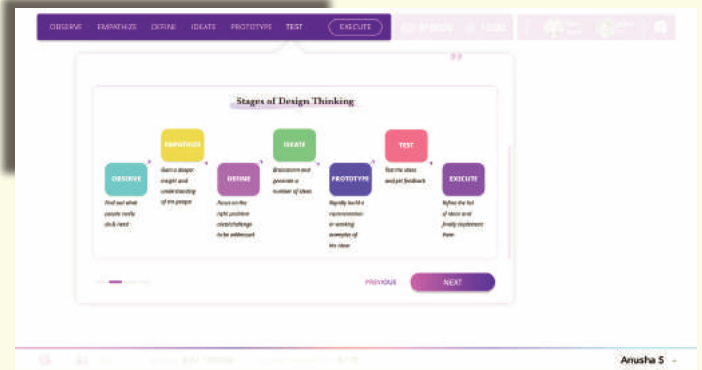 OBSERVE EMPATHIZE DEFINE IDEATE PROTOTYPE TEST EXECUTE
Stages of Design Thinking
EMPATHIZE IDEATE TEST
OBSERVE
Find out what
people really
do & need
Gain a deeper
insight and
understanding
of the people
DEFINE
Focus on the
right problem
to be addressed
Brainstorm and
generate a
number of ideas
PROTOTYPE
Rapidly build a
representation
or working
examples of
the ideas
Test the ideas
and get feedback
EXECUTE
Refine the list
of ideas and
finally implement
them
PREVIOUS NEXT
Anusha S